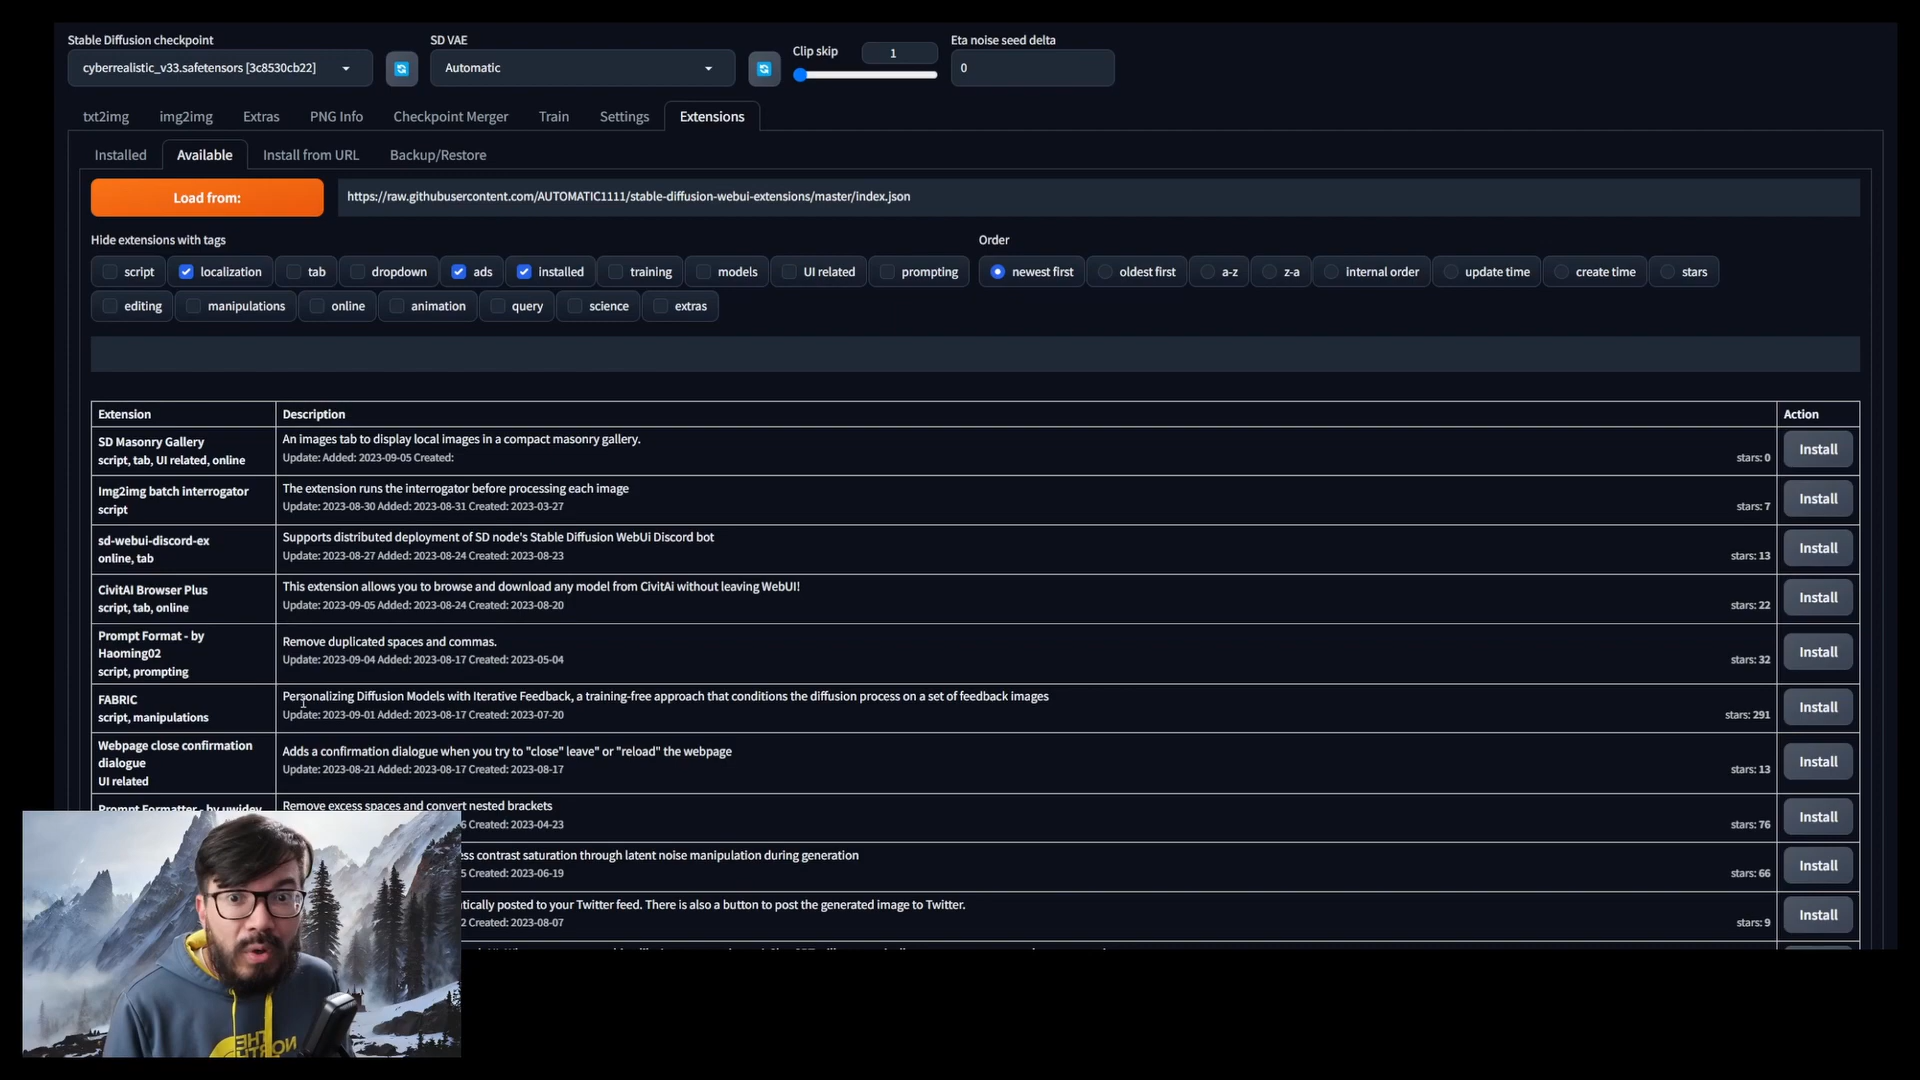 Stable Diffusion checkpoint
SD VAE
Clip skip
1
Eta noise seed delta
cyberrealistic_v33.safetensors [3c8530cb22]
Automatic
0
txt2img img2img Extras PNG Info Checkpoint Merger Train Settings Extensions
Installed Available Install from URL Backup/Restore
Load from:
https://raw.githubusercontent.com/AUTOMATIC1111/stable-diffusion-webui-extensions/master/index.json
Hide extensions with tags
script localization tab dropdown ads installed training models UI related prompting
editing manipulations online animation query science extras
Order
newest first oldest first a-z z-a internal order update time create time stars
Extension Description Action
SD Masonry Gallery
script, tab, UI related, online
An images tab to display local images in a compact masonry gallery.
Update: Added: 2023-09-05 Created:
stars: 0
Install
Img2img batch interrogator
script
The extension runs the interrogator before processing each image
Update: 2023-08-30 Added: 2023-08-31 Created: 2023-03-27
stars: 7
Install
sd-webui-discord-ex
online, tab
Supports distributed deployment of SD node's Stable Diffusion WebUi Discord bot
Update: 2023-08-27 Added: 2023-08-24 Created: 2023-08-23
stars: 13
Install
CivitAI Browser Plus
script, tab, online
This extension allows you to browse and download any model from CivitAi without leaving WebUI!
Update: 2023-09-05 Added: 2023-08-24 Created: 2023-08-20
stars: 22
Install
Prompt Format - by
Haoming02
script, prompting
Remove duplicated spaces and commas.
Update: 2023-09-04 Added: 2023-08-17 Created: 2023-05-04
stars: 32
Install
FABRIC
script, manipulations
Personalizing Diffusion Models with Iterative Feedback, a training-free approach that conditions the diffusion process on a set of feedback images
Update: 2023-09-01 Added: 2023-08-17 Created: 2023-07-20
stars: 291
Install
Webpage close confirmation
dialogue
UI related
Adds a confirmation dialogue when you try to "close" leave" or "reload" the webpage
Update: 2023-08-21 Added: 2023-08-17 Created: 2023-08-17
stars: 13
Install
Prompt Formatter - by uwidev
Remove excess spaces and convert nested brackets
6 Created: 2023-04-23
stars: 76
Install
ess contrast saturation through latent noise manipulation during generation
5 Created: 2023-06-19
stars: 66
Install
tically posted to your Twitter feed. There is also a button to post the generated image to Twitter.
2 Created: 2023-08-07
stars: 9
Install
THE
NORTH